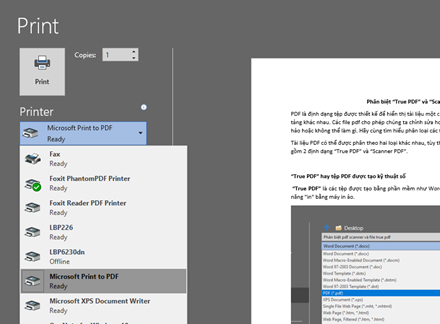 Print
Print
Copies: 1
Printer
Microsoft Print to PDF
Ready
Fax
Ready
Foxit PhantomPDF Printer
Ready
Foxit Reader PDF Printer
Ready
LBP226
Ready
LBP6230dn
Offline
Microsoft Print to PDF
Ready
Microsoft XPS Document Writer
Ready
Phân biệt "True PDF" và "Sca
PDF là định dạng tệp được thiết kế để hiển thị tài liệu một c
tảng khác nhau. Các file pdf cho phép chúng ta chỉnh sửa ho
hảo hoặc không thể làm gì. Hãy cùng tìm hiểu phân loại các
Tài liệu PDF có thể được phân theo hai loại khác nhau, tùy th
gồm 2 định dạng "True PDF" và "Scanner PDF".
"True PDF" hay tệp PDF được tạo kỹ thuật số
"True PDF" là các tệp được tạo bằng phần mềm như Wor
năng "in" bằng máy in ảo.
Desktop
Phân biệt pdf scanner và file true pdf
Word Document (*.docx)
Word Document (*.docx)
Word Macro-Enabled Document (*.docm)
Word 97-2003 Document (*.doc)
Word Template (*.dotx)
Word Macro-Enabled Template (*.dotm)
Word 97-2003 Template (*.dot)
PDF (*.pdf)
XPS Document (*.xps)
Single File Web Page (*.mht, *.mhtml)
Web Page (*.htm, *.html)
Web Page, Filtered (*.htm, *.html)